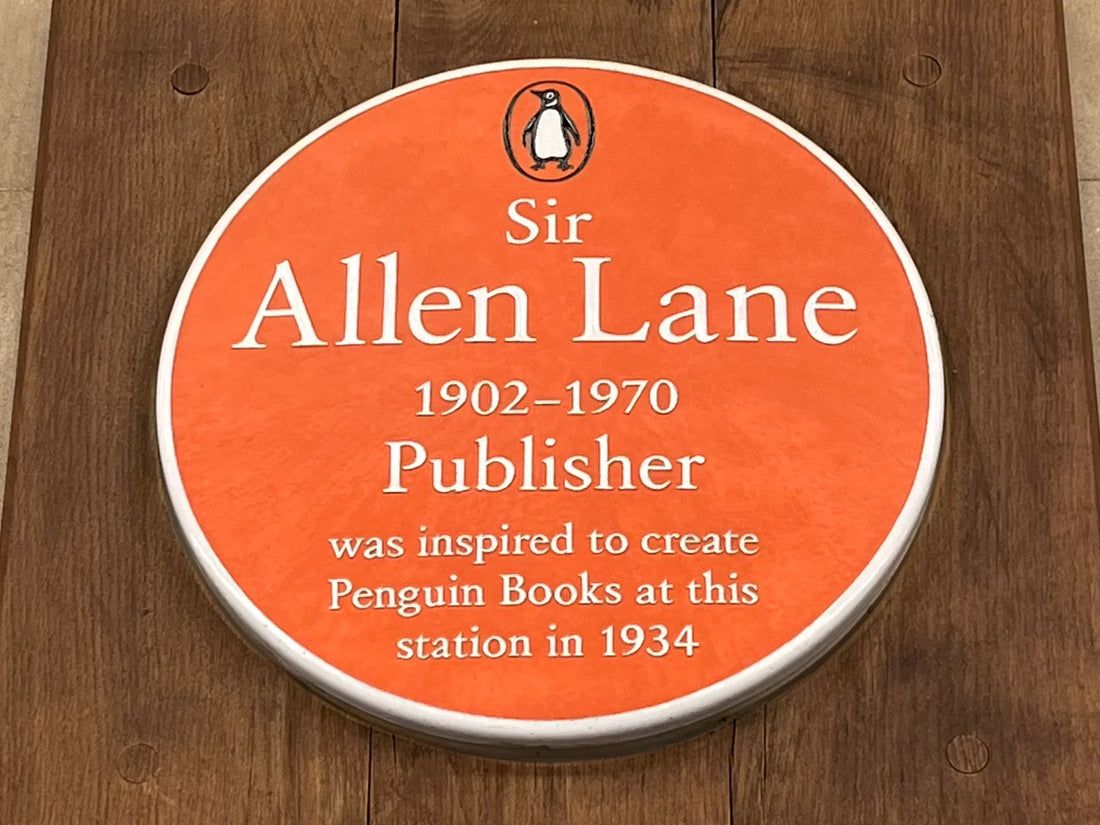 Sir
Allen Lane
1902–1970
Publisher
was inspired to create
Penguin Books at this
station in 1934